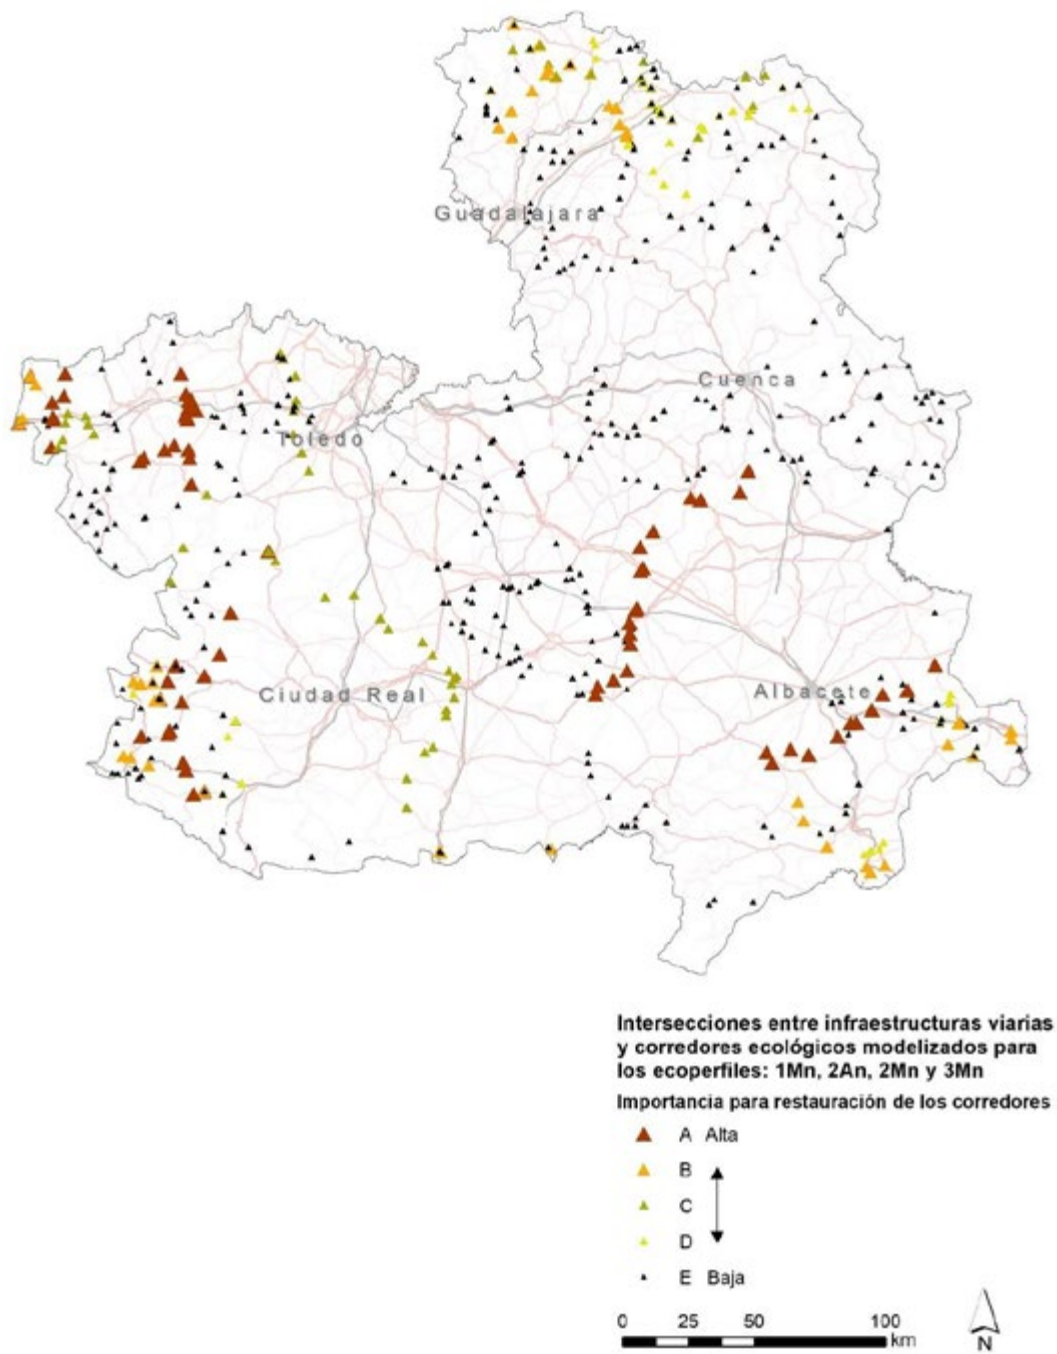 Guadalajara
Cuenca
Toledo
Ciudad Real
Albacete
Intersecciones entre infraestructuras viarias
y corredores ecológicos modelizados para
los ecoperfiles: 1Mn, 2An, 2Mn y 3Mn
Importancia para restauración de los corredores
A Alta
B
C
D
E Baja
0 25 50 100
km
N